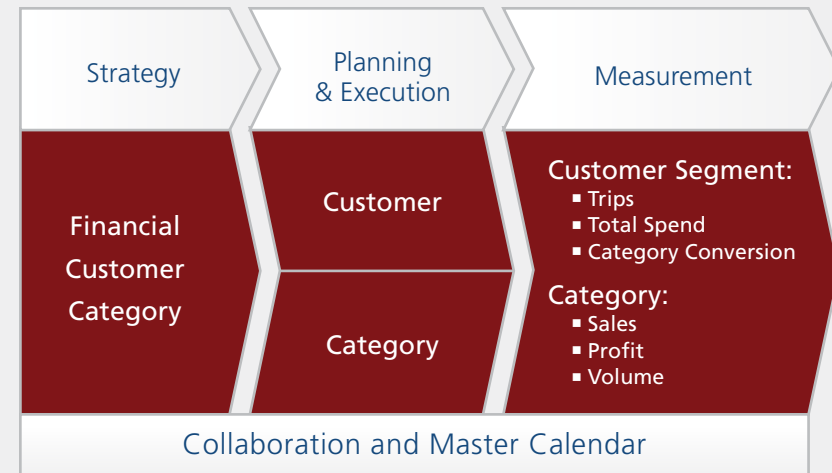 Strategy
Planning
& Execution
Measurement
Financial
Customer
Category
Customer
Category
Customer Segment:
▪ Trips
▪ Total Spend
▪ Category Conversion
Category:
▪ Sales
▪ Profit
▪ Volume
Collaboration and Master Calendar